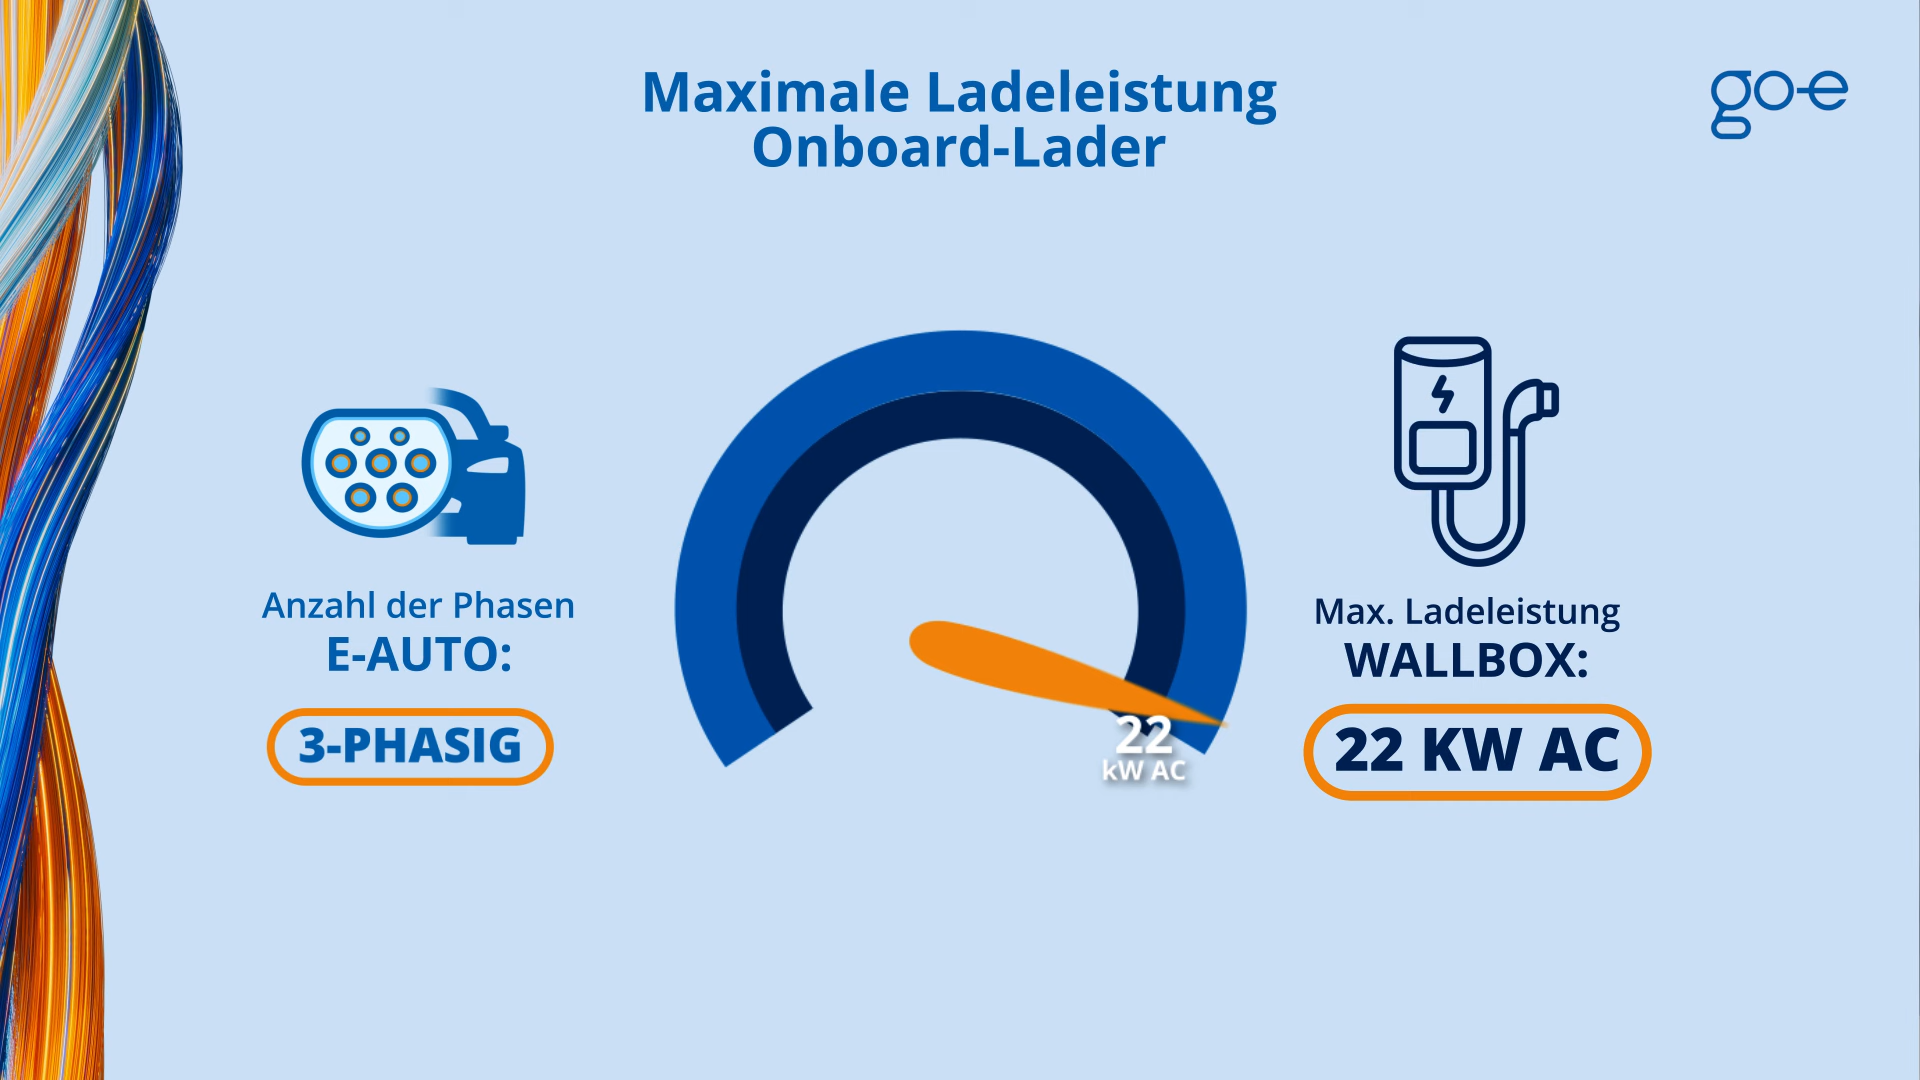 Maximale Ladeleistung
Onboard-Lader
go-e
Anzahl der Phasen
E-AUTO:
3-PHASIG
22
kW AC
Max. Ladeleistung
WALLBOX:
22 KW AC